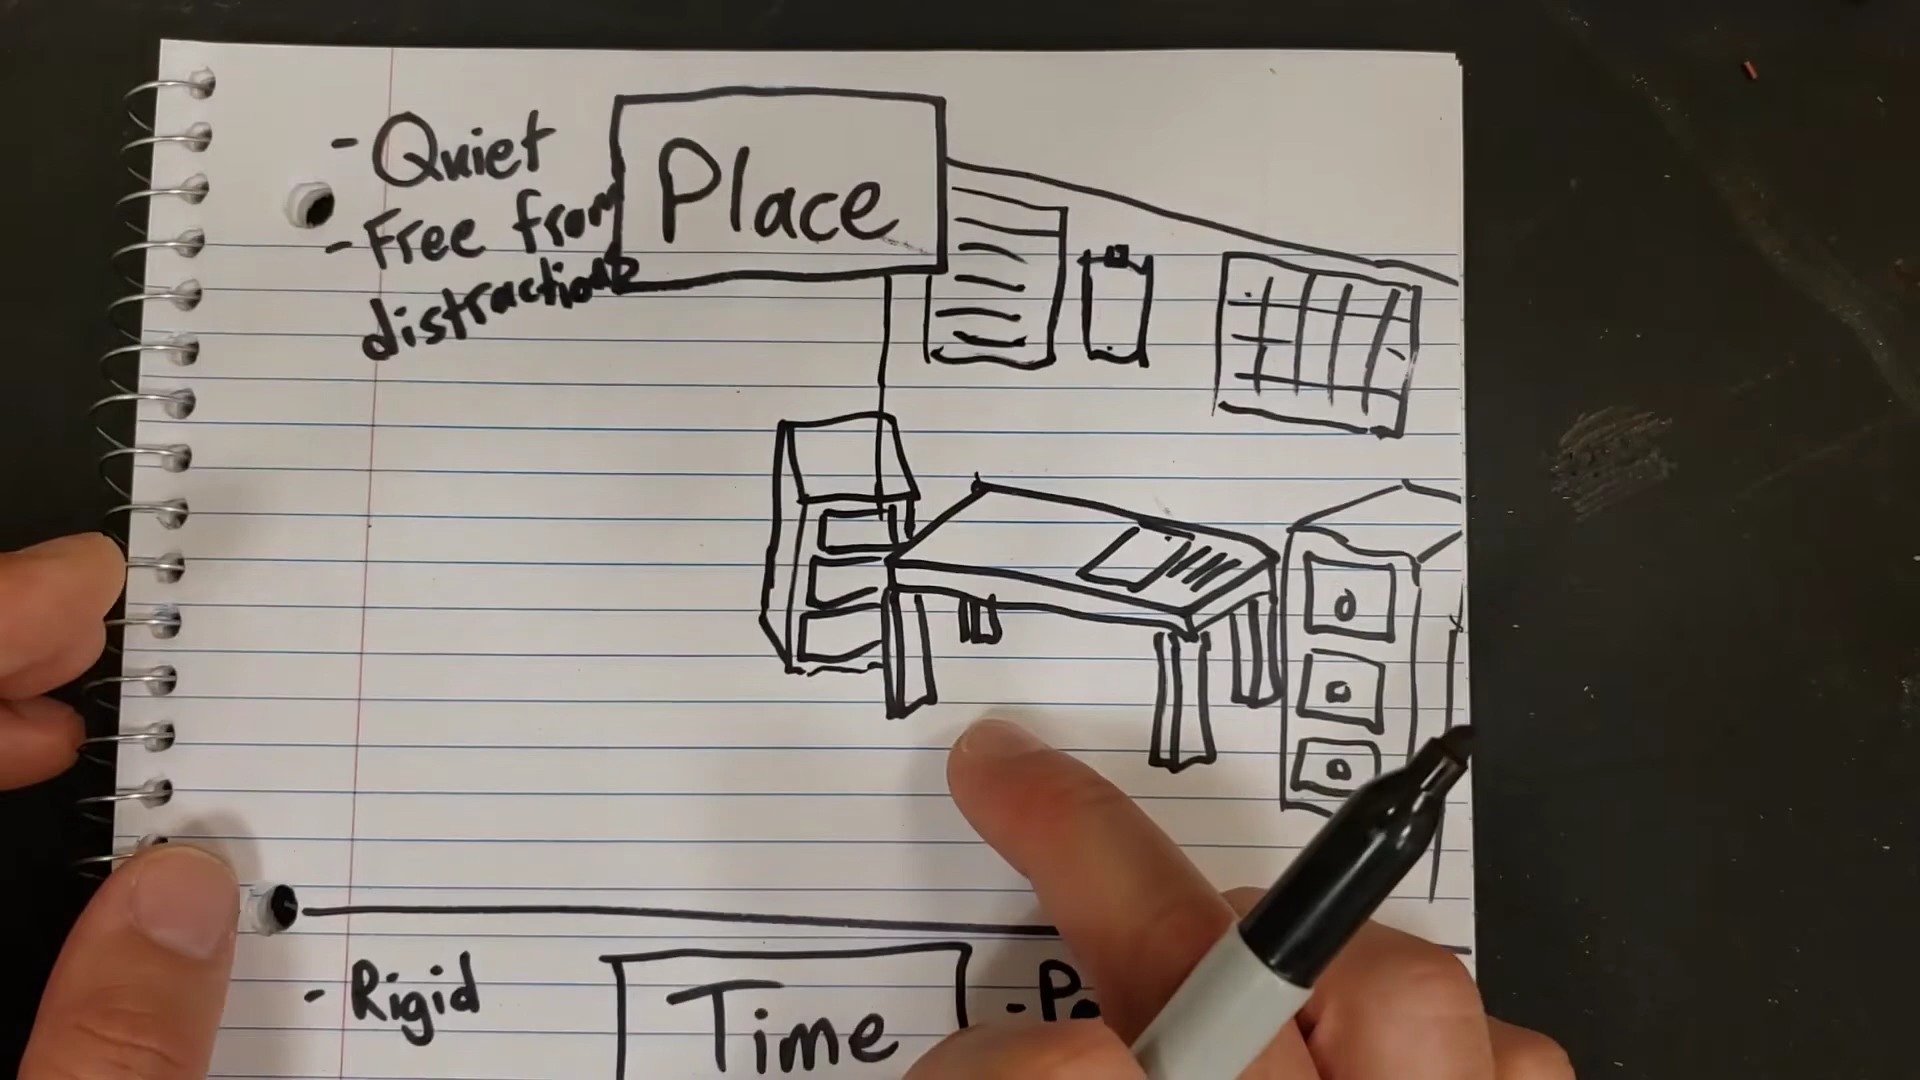 - Quiet
- Free from
distractions
Place
- Rigid
Time